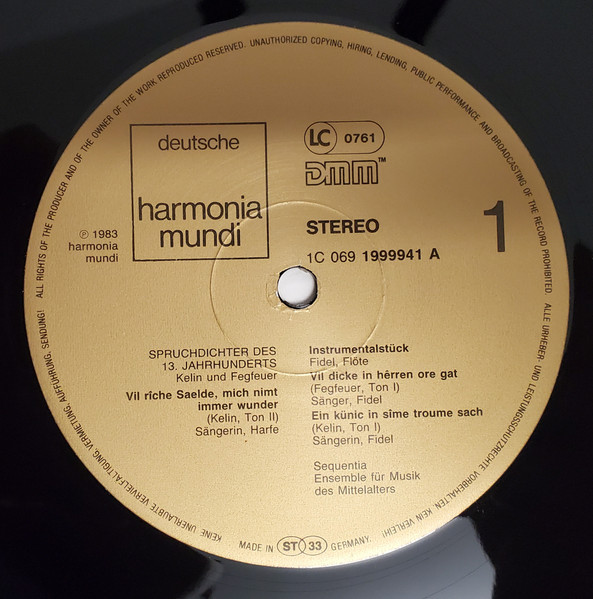 ALL RIGHTS OF THE PRODUCER AND OF THE OWNER OF THE WORK REPRODUCED RESERVED. UNAUTHORIZED COPYING, HIRING, LENDING, PUBLIC PERFORMANCE AND BROADCASTING OF THE RECORD PROHIBITED.
ALLE URHEBER- UND LEISTUNGSSCHUTZRECHTE VORBEHALTEN. KEIN VERLEIH!
KEINE UNERLAUBTE VERVIELFÄLTIGUNG, VERMIETUNG, AUFFÜHRUNG, SENDUNG!
deutsche
harmonia
mundi
LC 0761
DMM™
℗ 1983
harmonia
mundi
STEREO
1C 069 1999941 A
1
SPRUCHDICHTER DES
13. JAHRHUNDERTS
Kelin und Fegfeuer
Vil rîche Saelde, mich nimt
immer wunder
(Kelin, Ton II)
Sängerin, Harfe
Instrumentalstück
Fidel, Flöte
Vil dicke in hêrren ore gat
(Fegfeuer, Ton I)
Sänger, Fidel
Ein künic in sime troume sach
(Kelin, Ton I)
Sängerin, Fidel
Sequentia
Ensemble für Musik
des Mittelalters
MADE IN ST 33 GERMANY.